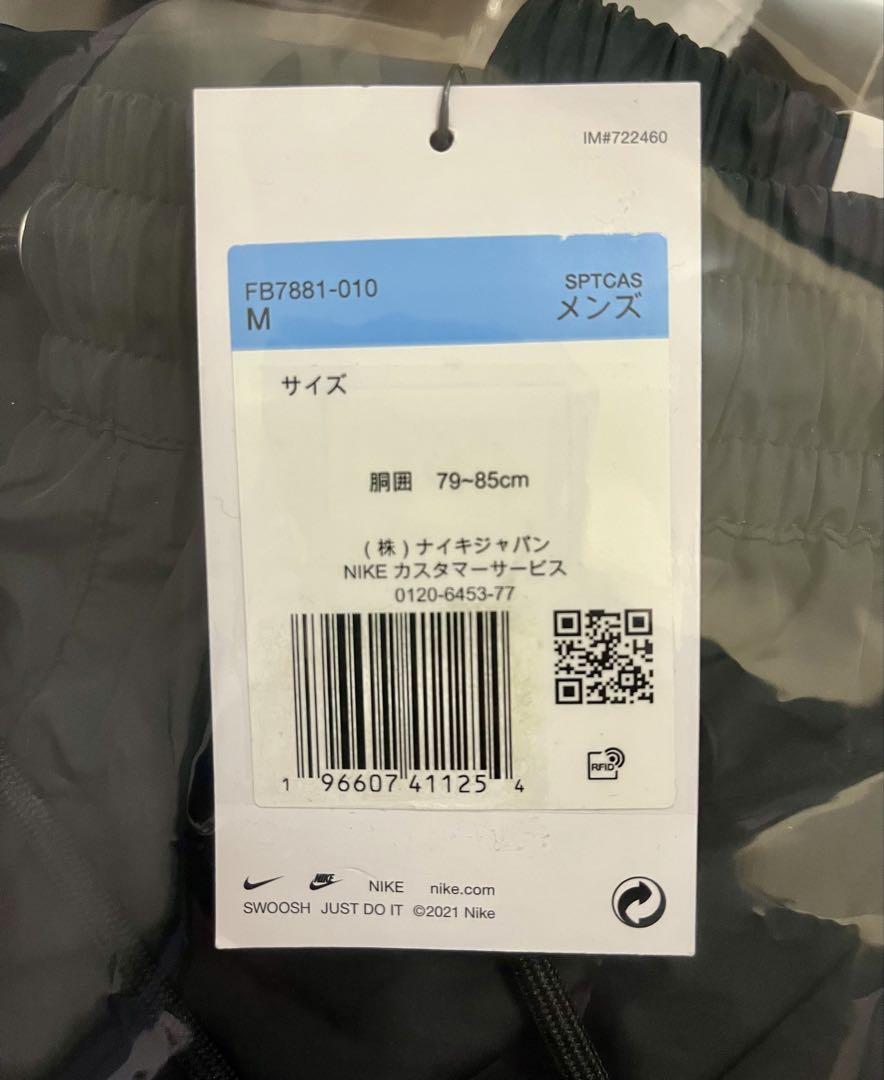 IM#722460
FB7881-010
SPTCAS
M
メンズ
サイズ
胴囲 79~85cm
(株)ナイキジャパン
NIKE カスタマーサービス
0120-6453-77
RFID
1 96607 41125 4
NIKE
NIKE nike.com
SWOOSH JUST DO IT ©2021 Nike